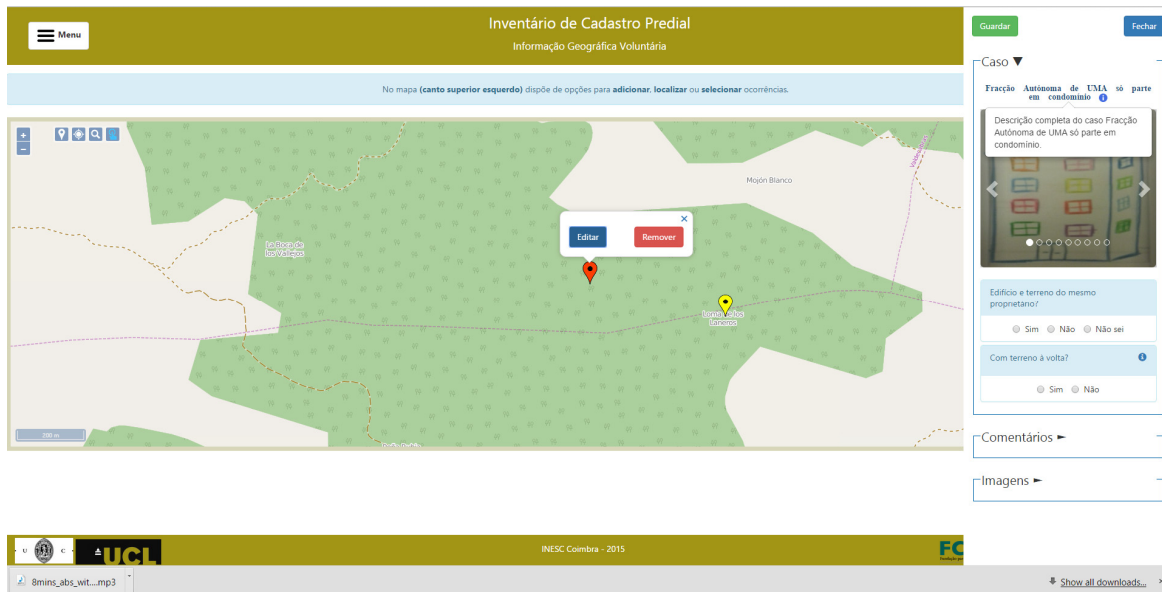 Menu
Inventário de Cadastro Predial
Informação Geográfica Voluntária
No mapa (canto superior esquerdo) dispõe de opções para adicionar, localizar ou selecionar ocorrências.
+
−
Mojón Blanco
La Boca de
los Vallejos
Editar
Remover
×
Loma de los
Laneros
200 m
Guardar
Fechar
Caso ▼
Fracção Autónoma de UMA só parte
em condomínio
Descrição completa do caso Fracção
Autónoma de UMA só parte em
condomínio.
Edifício e terreno do mesmo
proprietário?
Sim Não Não sei
Com terreno à volta?
Sim Não
Comentários ►
Imagens ►
U C
UCL
INESC Coimbra - 2015
FC
8mins_abs_wit....mp3
Show all downloads...
×